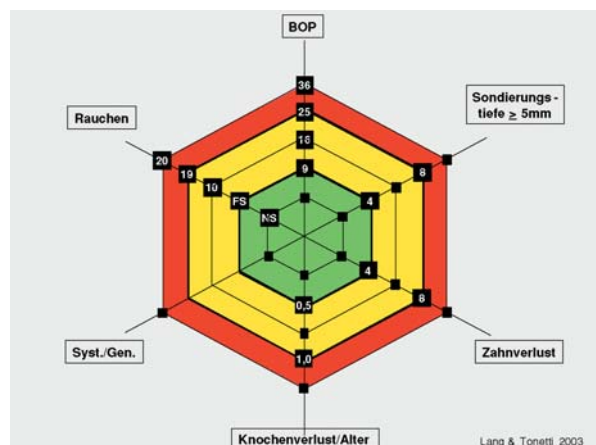 BOP
Sondierungs -
tiefe ≥ 5mm
Rauchen
36
25
16
9
20
19
10
FS
NS
8
4
4
8
0,5
1,0
Syst./Gen.
Zahnverlust
Knochenverlust/Alter
Lang & Tonetti 2003